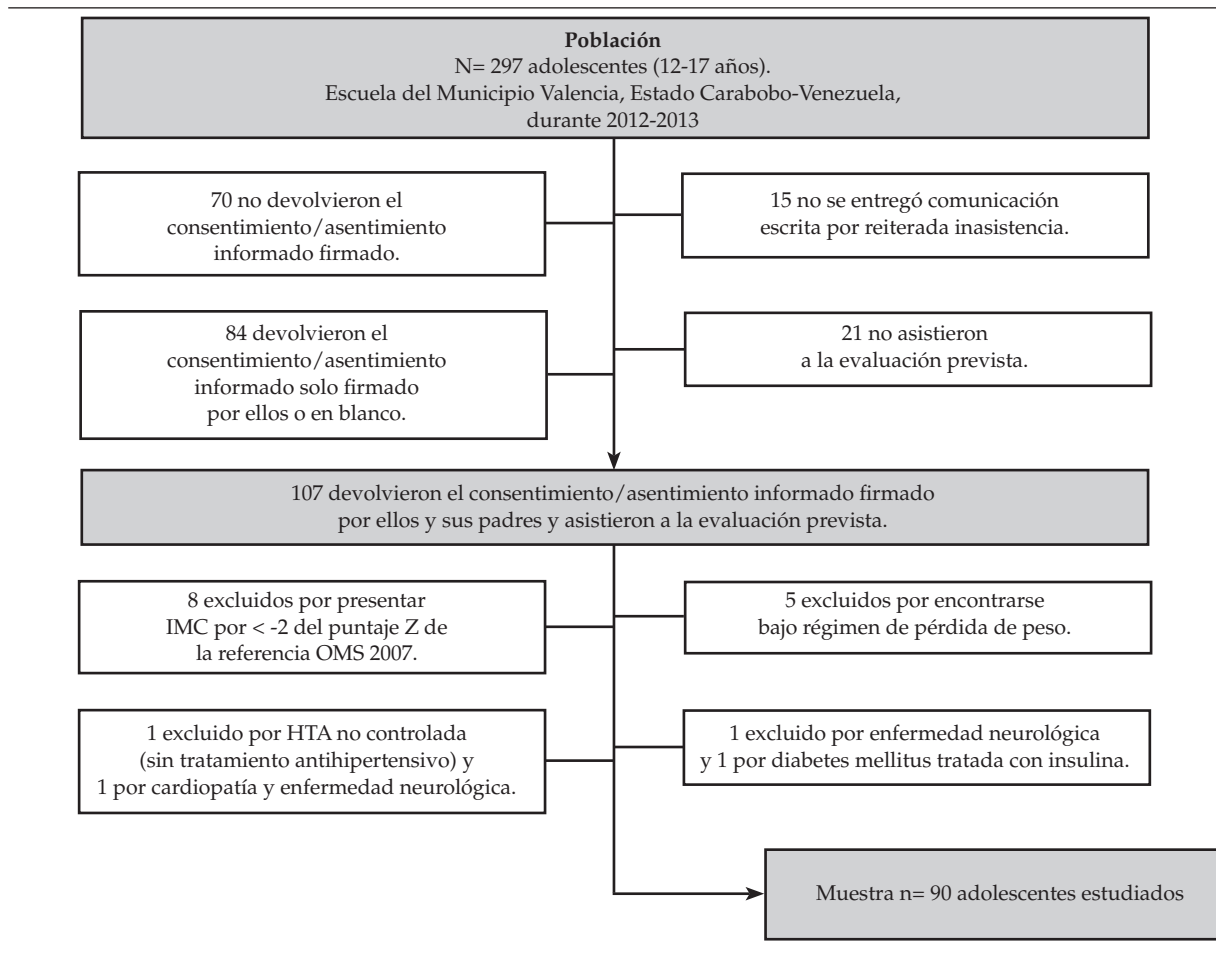 Población
N= 297 adolescentes (12-17 años).
Escuela del Municipio Valencia, Estado Carabobo-Venezuela,
durante 2012-2013
70 no devolvieron el
consentimiento/asentimiento
informado firmado.
15 no se entregó comunicación
escrita por reiterada inasistencia.
84 devolvieron el
consentimiento/asentimiento
informado solo firmado
por ellos o en blanco.
21 no asistieron
a la evaluación prevista.
107 devolvieron el consentimiento/asentimiento informado firmado
por ellos y sus padres y asistieron a la evaluación prevista.
8 excluidos por presentar
IMC por < -2 del puntaje Z de
la referencia OMS 2007.
5 excluidos por encontrarse
bajo régimen de pérdida de peso.
1 excluido por HTA no controlada
(sin tratamiento antihipertensivo) y
1 por cardiopatía y enfermedad neurológica.
1 excluido por enfermedad neurológica
y 1 por diabetes mellitus tratada con insulina.
Muestra n= 90 adolescentes estudiados